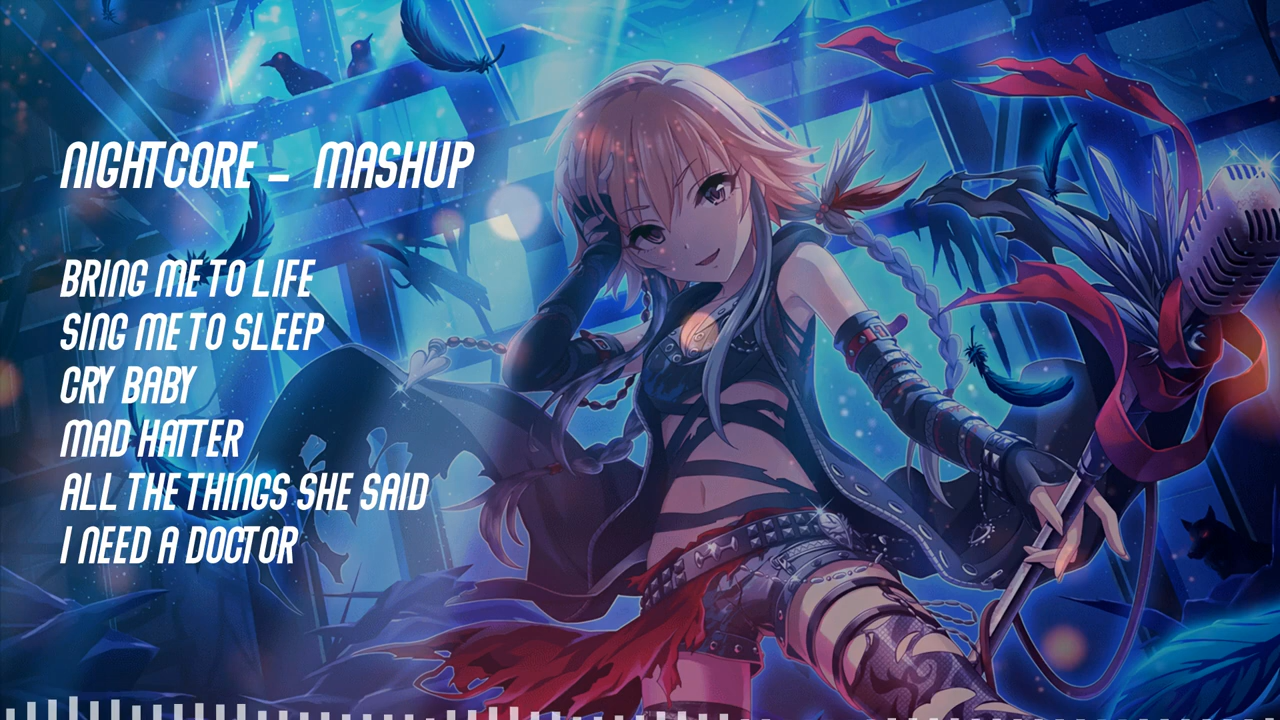 NIGHTCORE - MASHUP
BRING ME TO LIFE
SING ME TO SLEEP
CRY BABY
MAD HATTER
ALL THE THINGS SHE SAID
I NEED A DOCTOR